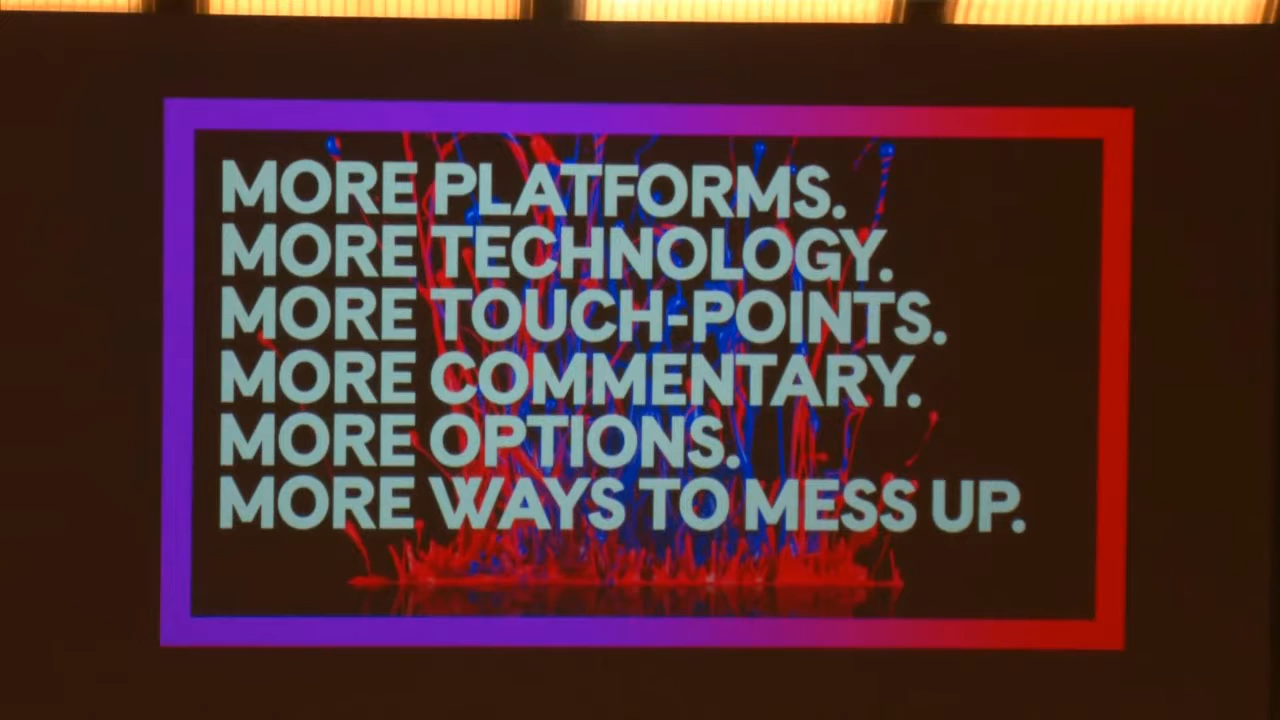 MORE PLATFORMS.
MORE TECHNOLOGY.
MORE TOUCH-POINTS.
MORE COMMENTARY.
MORE OPTIONS.
MORE WAYS TO MESS UP.